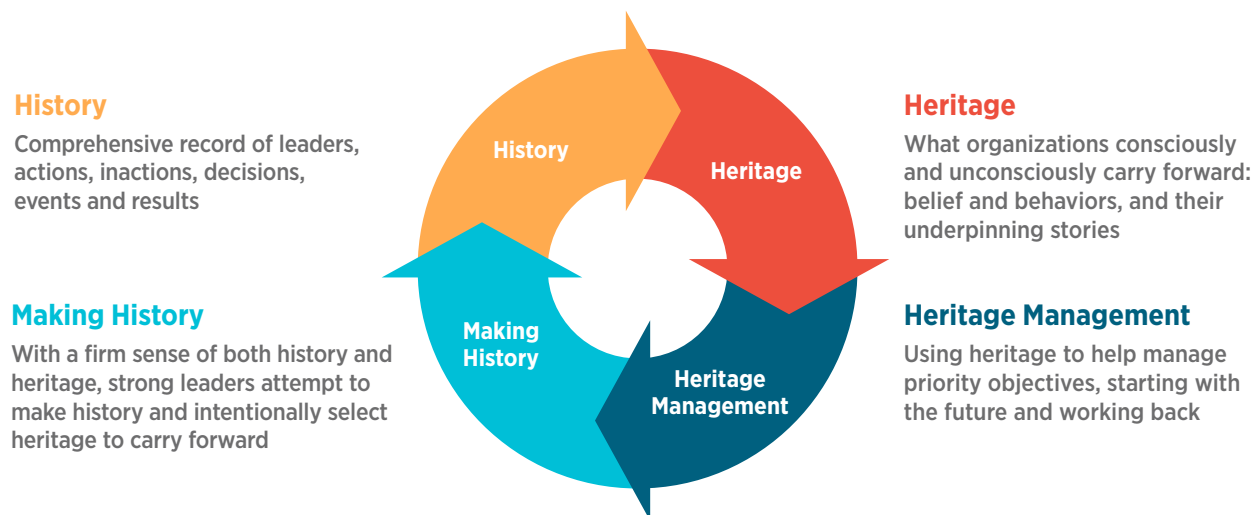 History
Comprehensive record of leaders,
actions, inactions, decisions,
events and results
Making History
With a firm sense of both history and
heritage, strong leaders attempt to
make history and intentionally select
heritage to carry forward
History
Heritage
Making
History
Heritage
Management
Heritage
What organizations consciously
and unconsciously carry forward:
belief and behaviors, and their
underpinning stories
Heritage Management
Using heritage to help manage
priority objectives, starting with
the future and working back